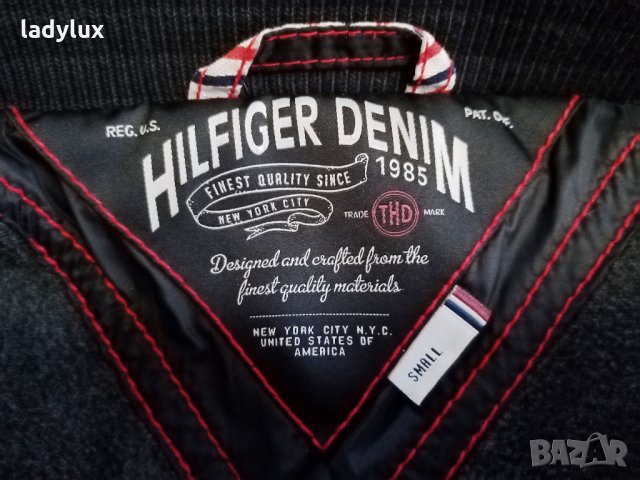 ladylux
REG. U.S.
PAT. OF.
HILFIGER DENIM
FINEST QUALITY SINCE
1985
NEW YORK CITY
TRADE THD MARK
Designed and crafted from the
finest quality materials.
NEW YORK CITY N.Y.C.
UNITED STATES OF
AMERICA
SMALL
BAZAR